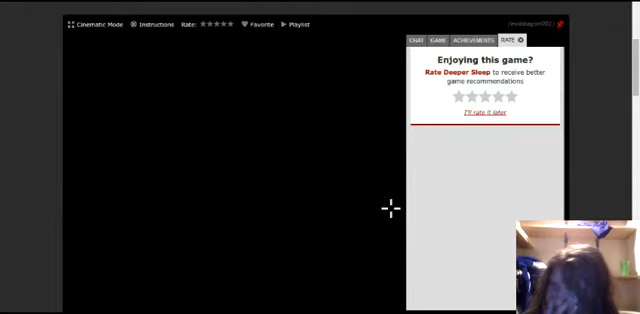 Cinematic Mode Instructions Rate: Favorite Playlist
CHAT GAME ACHIEVEMENTS RATE
Enjoying this game?
Rate Deeper Sleep to receive better
game recommendations
I'll rate it later